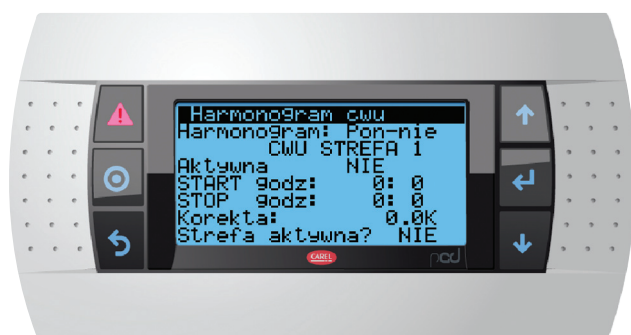 Harmonogram cwu
Harmonogram: Pon-nie
CWU STREFA 1
Aktywna NIE
START godz: 0: 0
STOP godz: 0: 0
Korekta: 0.0K
Strefa aktywna? NIE
CAREL
pcd